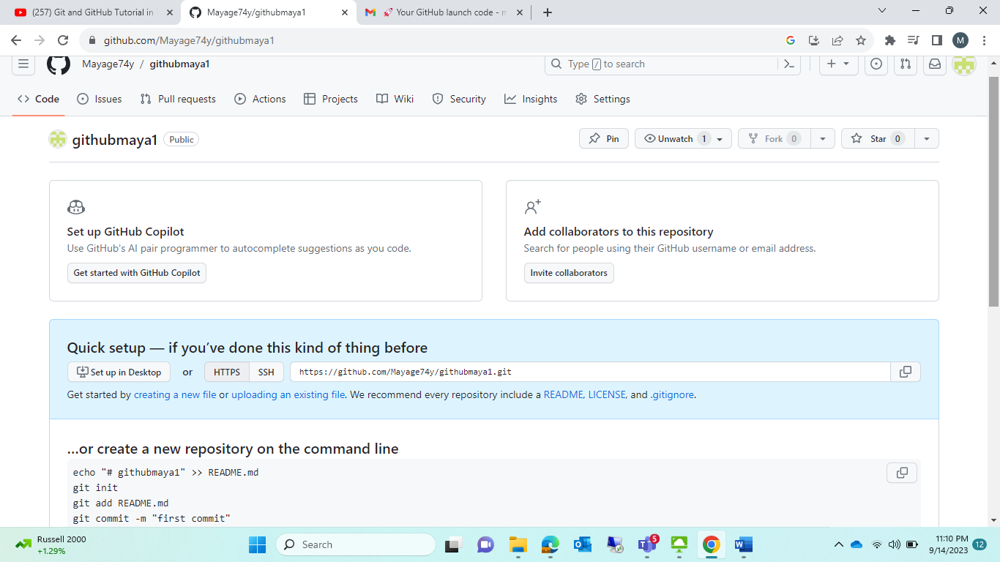 (257) Git and GitHub Tutorial in
Mayage74y/githubmaya1
Your GitHub launch code - m
github.com/Mayage74y/githubmaya1
M
Mayage74y / githubmaya1
Type / to search
Code
Issues
Pull requests
Actions
Projects
Wiki
Security
Insights
Settings
githubmaya1
Public
Pin
Unwatch 1
Fork 0
Star 0
Set up GitHub Copilot
Use GitHub's AI pair programmer to autocomplete suggestions as you code.
Get started with GitHub Copilot
Add collaborators to this repository
Search for people using their GitHub username or email address.
Invite collaborators
Quick setup — if you’ve done this kind of thing before
Set up in Desktop
or
HTTPS
SSH
https://github.com/Mayage74y/githubmaya1.git
Get started by creating a new file or uploading an existing file. We recommend every repository include a README, LICENSE, and .gitignore.
…or create a new repository on the command line
echo "# githubmaya1" >> README.md
git init
git add README.md
git commit -m "first commit"
Russell 2000
+1.29%
Search
5
11:10 PM
9/14/2023
12